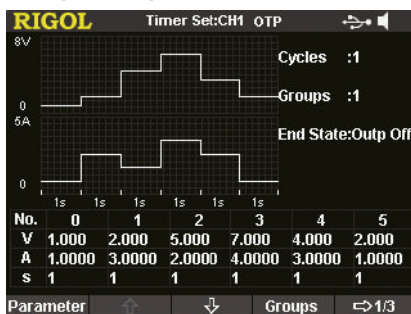 RIGOL Timer Set:CH1 OTP
8V
Cycles :1
0
Groups :1
5A
End State:Outp Off
0
1s 1s 1s 1s 1s 1s
No. 0 1 2 3 4 5
V 1.000 2.000 5.000 7.000 4.000 2.000
A 1.0000 3.0000 2.0000 4.0000 3.0000 1.0000
s 1 1 1 1 1 1
Parameter Groups 1/3